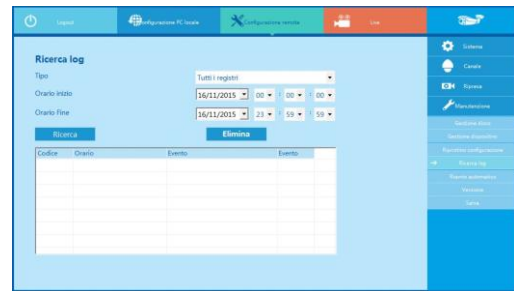 Logout
Configurazione PC locale
Configurazione remota
Live
Ricerca log
Tipo
Tutti i registri
Orario inizio
16/11/2015 00 : 00 : 00
Orario Fine
16/11/2015 23 : 59 : 59
Ricerca
Elimina
Codice Orario Evento Evento
Sistema
Canale
Ripresa
Manutenzione
Gestione disco
Gestione dispositivo
Ripristino configurazione
Ricerca log
Riavvio automatico
Versione
Salva